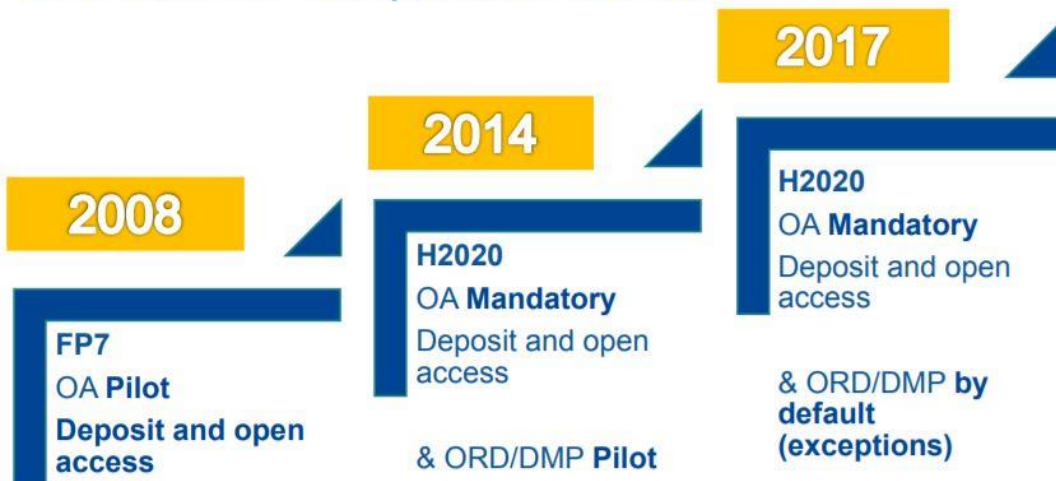 2008
FP7
OA Pilot
Deposit and open
access
2014
H2020
OA Mandatory
Deposit and open
access
& ORD/DMP Pilot
2017
H2020
OA Mandatory
Deposit and open
access
& ORD/DMP by
default
(exceptions)